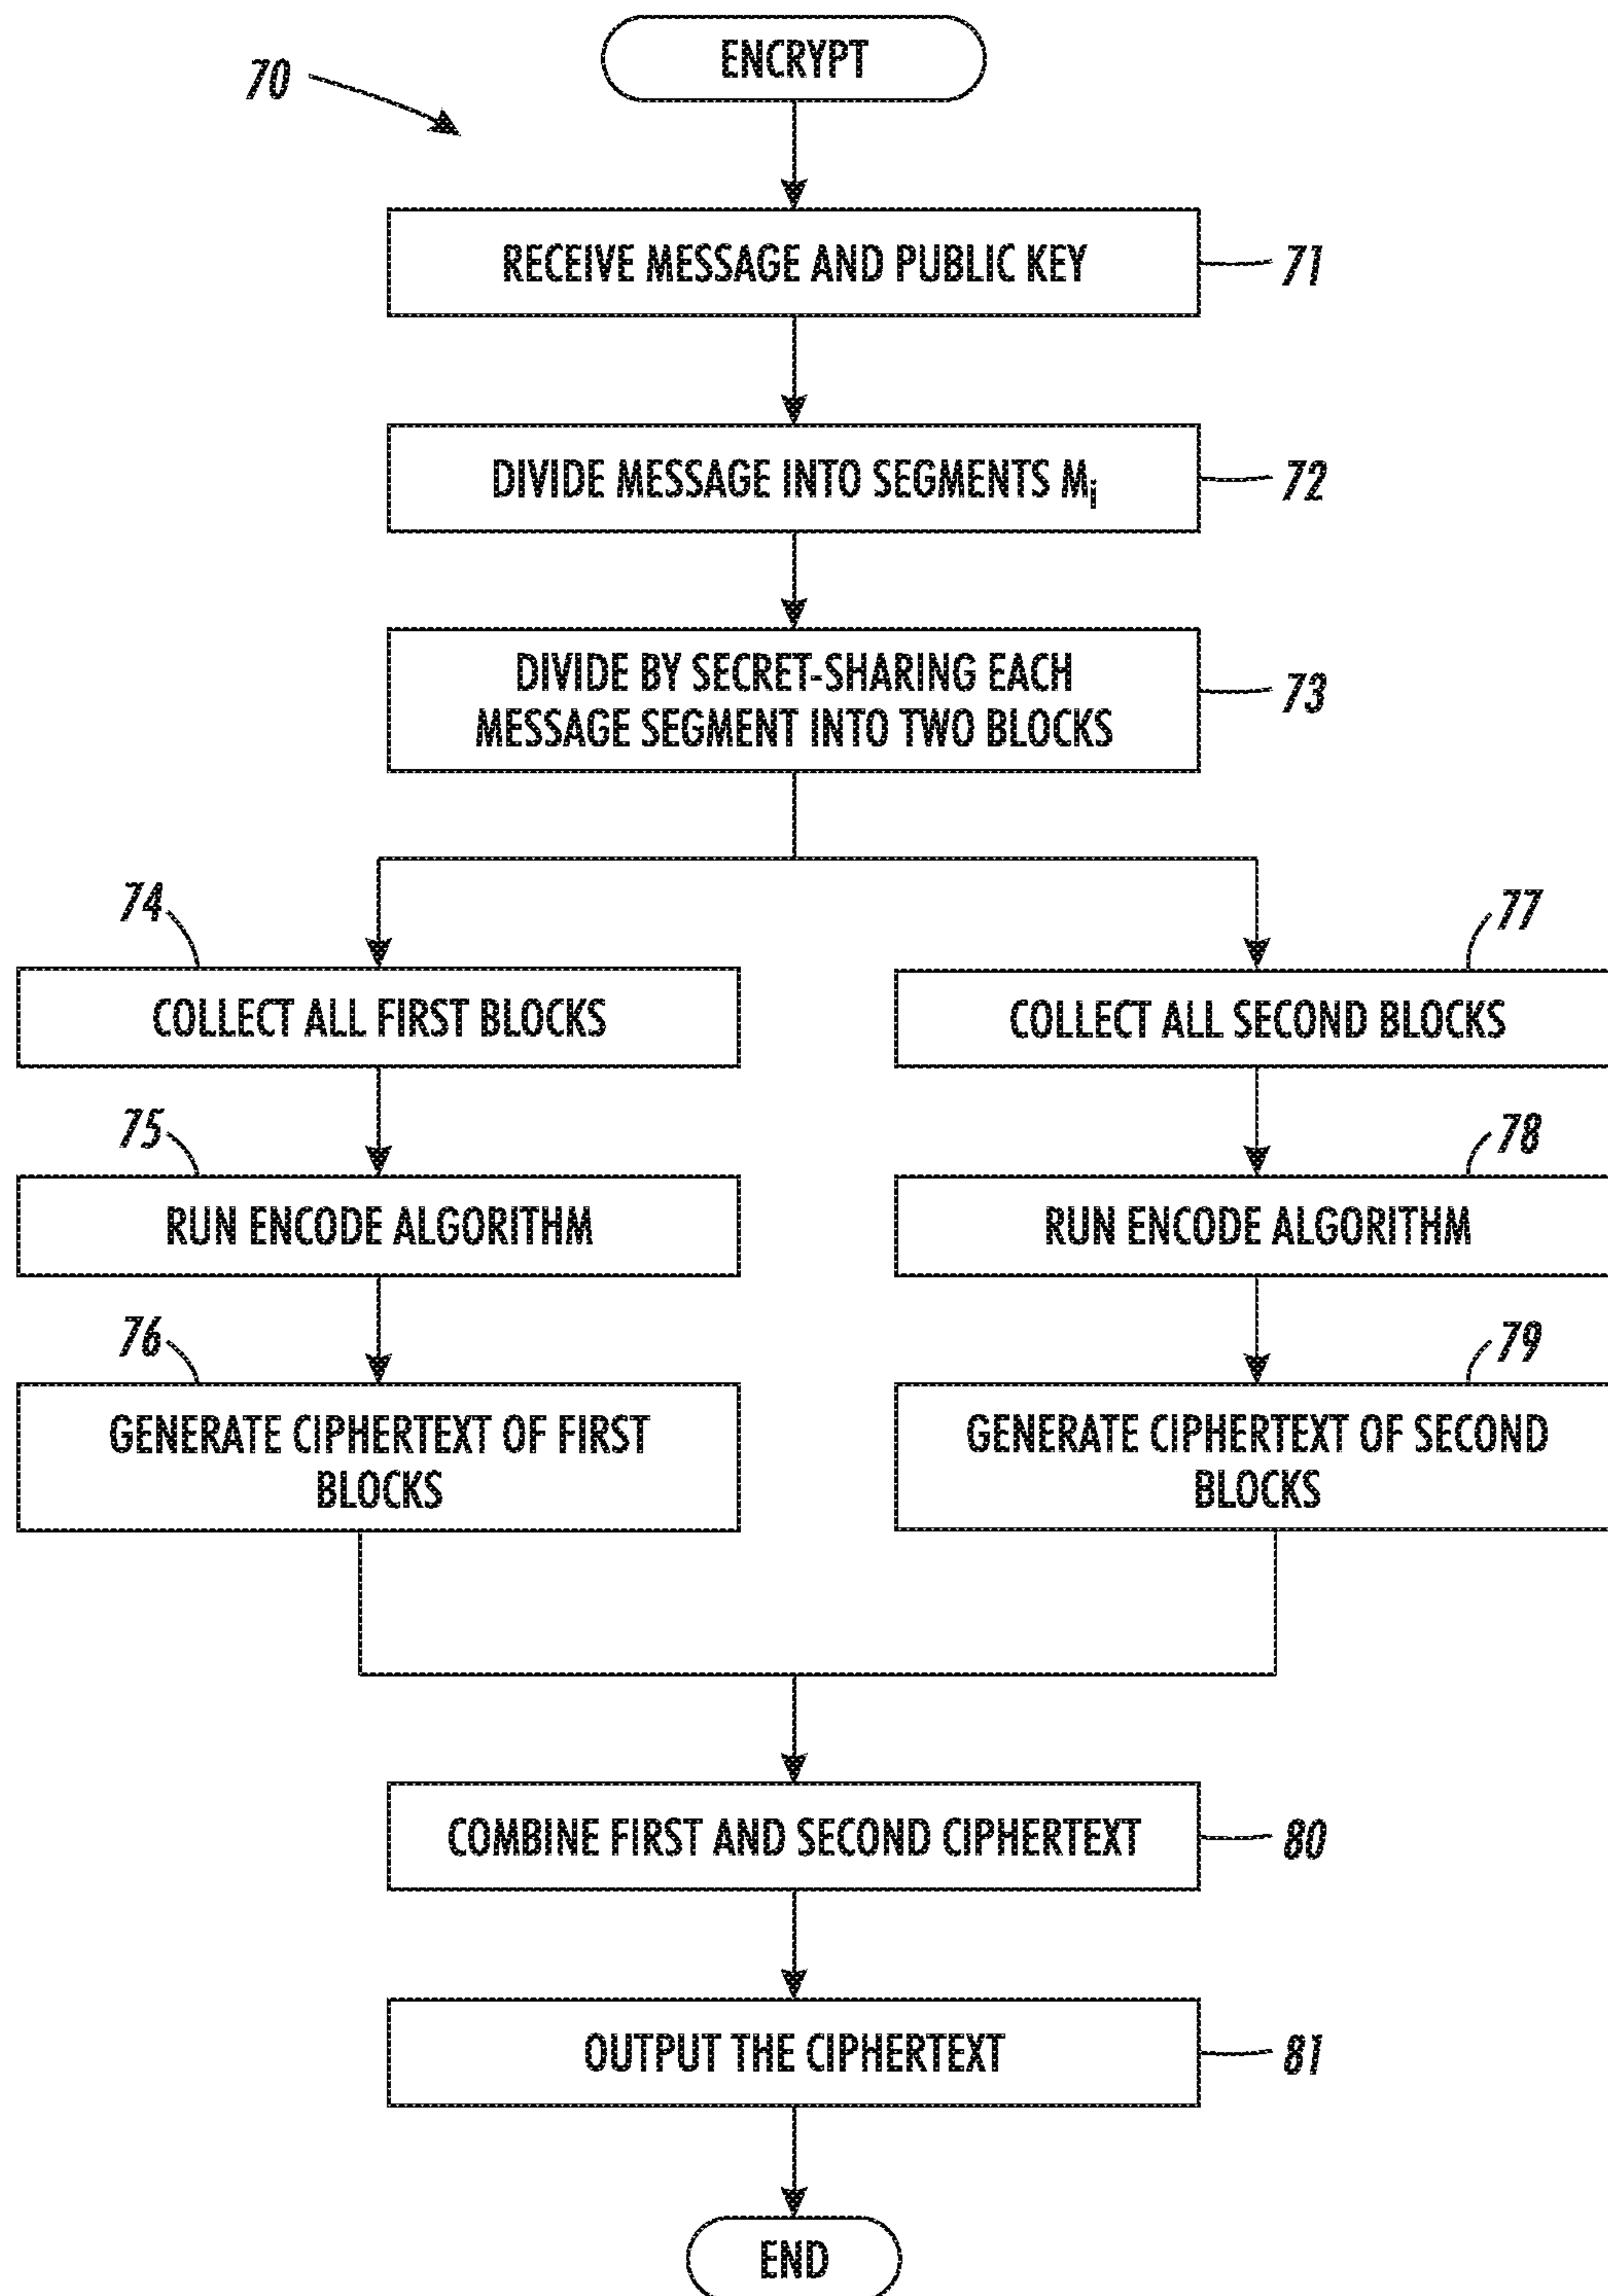 ENCRYPT
70
RECEIVE MESSAGE AND PUBLIC KEY
71
DIVIDE MESSAGE INTO SEGMENTS Mi
72
DIVIDE BY SECRET-SHARING EACH
MESSAGE SEGMENT INTO TWO BLOCKS
73
74
COLLECT ALL FIRST BLOCKS
77
COLLECT ALL SECOND BLOCKS
75
RUN ENCODE ALGORITHM
78
RUN ENCODE ALGORITHM
76
GENERATE CIPHERTEXT OF FIRST
BLOCKS
79
GENERATE CIPHERTEXT OF SECOND
BLOCKS
COMBINE FIRST AND SECOND CIPHERTEXT
80
OUTPUT THE CIPHERTEXT
81
END